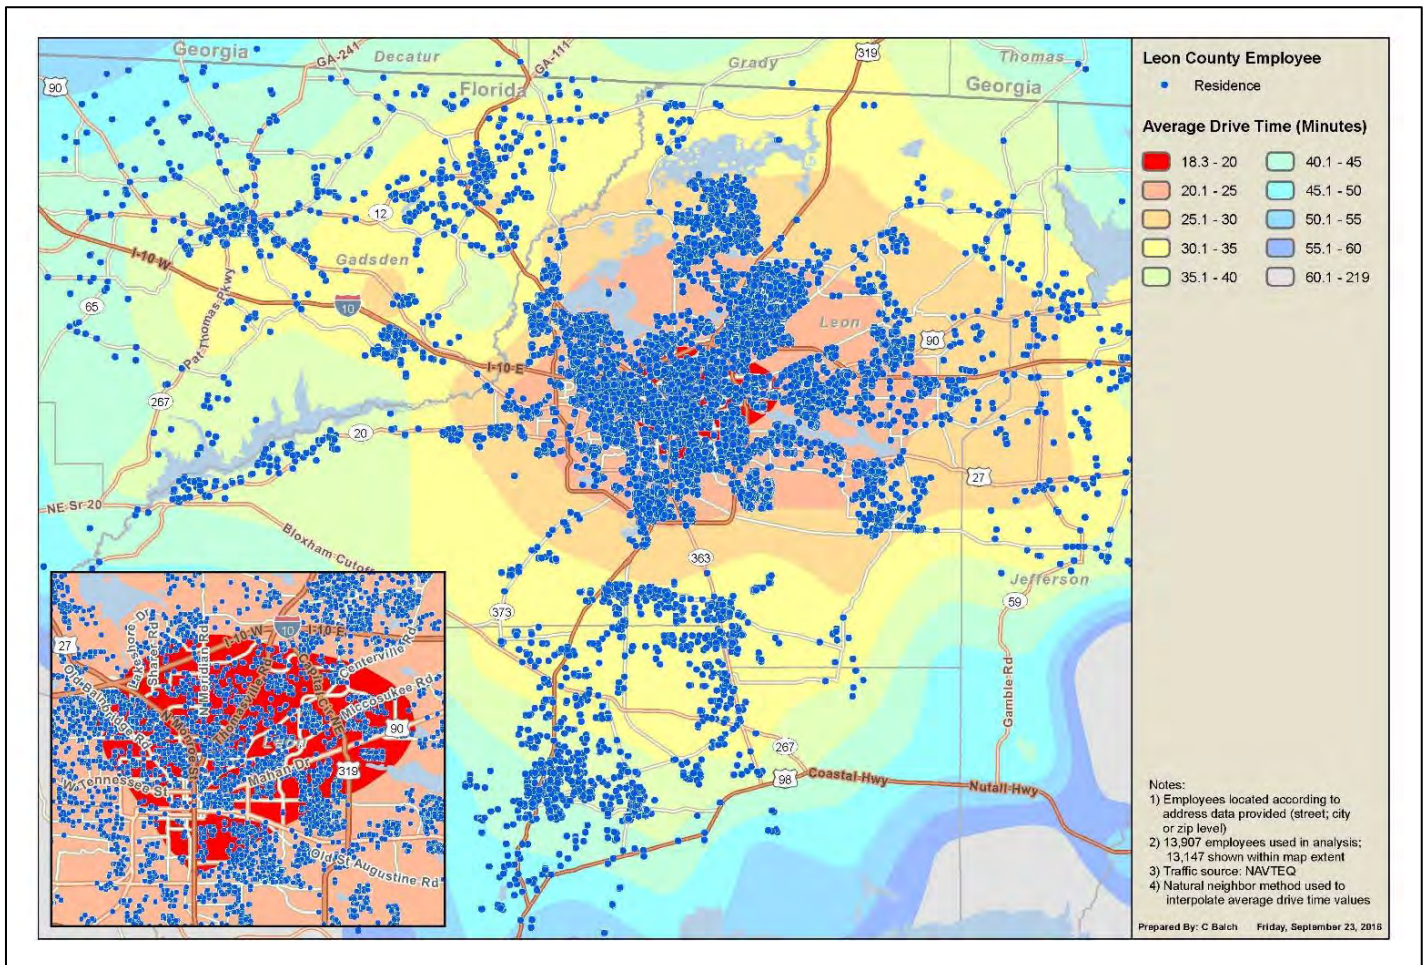 Georgia
Decatur
GA-241
GA-111
Grady
319
Thomas
90
Florida
Georgia
12
I-10-W
Gadsden
65
Pat-Thomas-Pkwy
10
Leon
90
I-10-E
267
20
27
NE-Sr-20
Bloxham-Cutoff
363
Jefferson
373
59
Gamble-Rd
267
98
Coastal-Hwy
Nutall-Hwy
27
Lakeshore-Dr
Sharer-Rd
N-Meridian-Rd
I-10-W
10
I-10-E
Thomasville-Rd
Capital-Cir-NE
Centerville-Rd
Miccosukee-Rd
Old-Bainbridge-Rd
N-Monroe-St
90
319
W-Tennessee-St
Mahan-Dr
Old-St-Augustine-Rd
Leon County Employee
Residence
Average Drive Time (Minutes)
18.3 - 20
40.1 - 45
20.1 - 25
45.1 - 50
25.1 - 30
50.1 - 55
30.1 - 35
55.1 - 60
35.1 - 40
60.1 - 219
Notes:
1) Employees located according to
address data provided (street; city
or zip level)
2) 13,907 employees used in analysis;
13,147 shown within map extent
3) Traffic source: NAVTEQ
4) Natural neighbor method used to
interpolate average drive time values
Prepared By: C Balch Friday, September 23, 2016